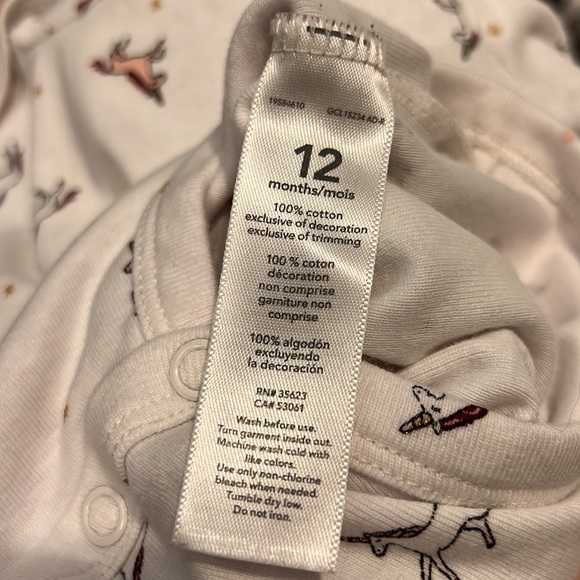 19584610 GCL15234 AD-R
12
months/mois
100% cotton
exclusive of decoration
exclusive of trimming
100 % coton
décoration
non comprise
garniture non
comprise
100% algodón
excluyendo
la decoración
RN# 35623
CA# 53061
Wash before use.
Turn garment inside out.
Machine wash cold with
like colors.
Use only non-chlorine
bleach when needed.
Tumble dry low.
Do not iron.